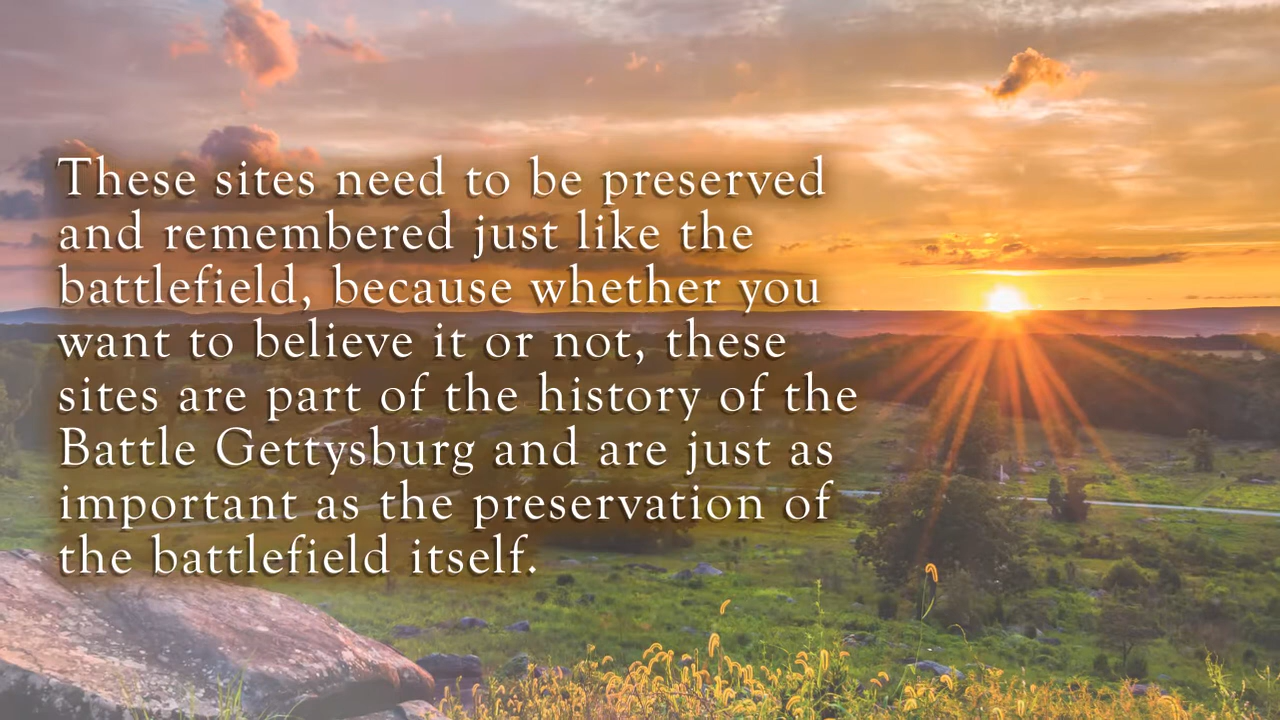 These sites need to be preserved
and remembered just like the
battlefield, because whether you
want to believe it or not, these
sites are part of the history of the
Battle Gettysburg and are just as
important as the preservation of
the battlefield itself.